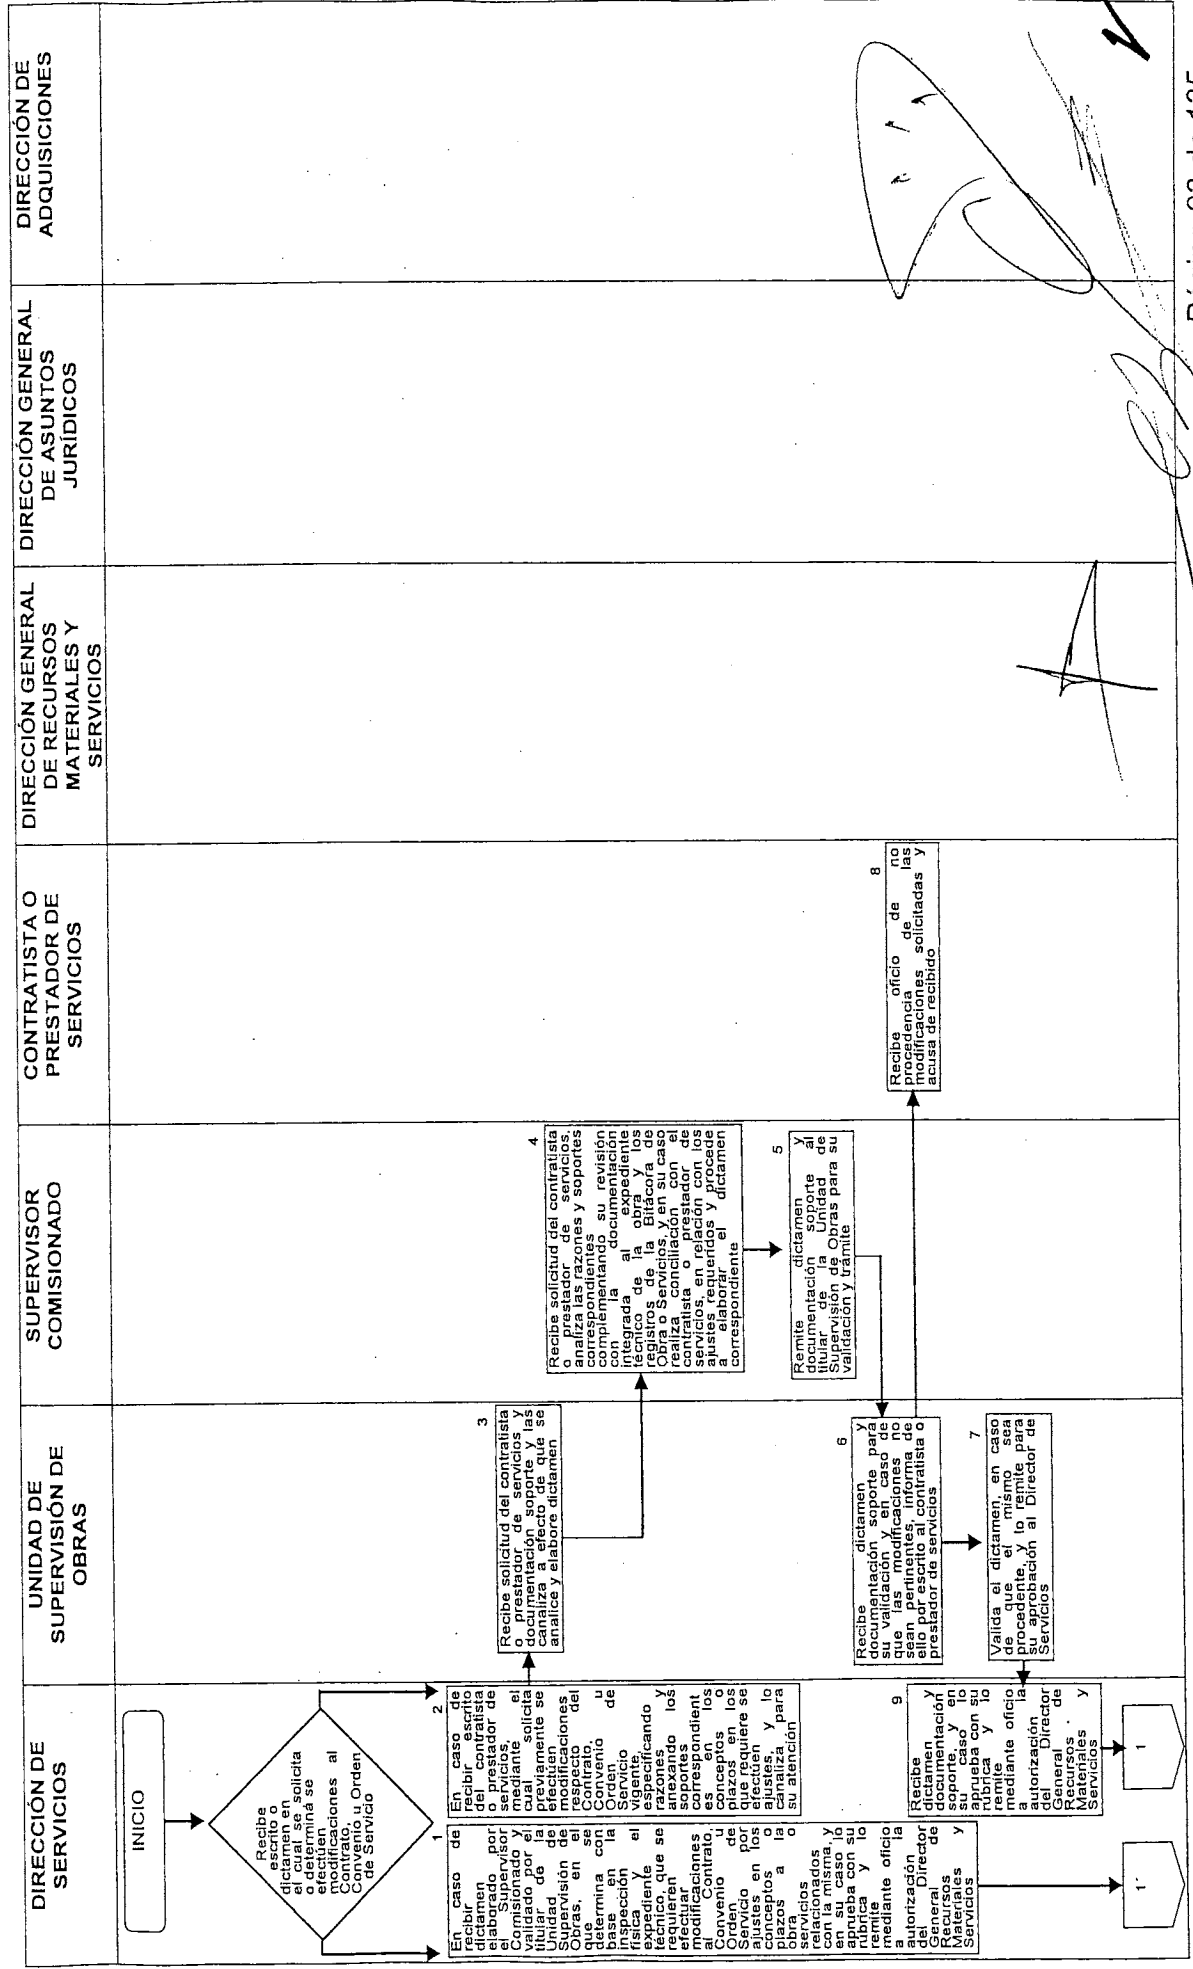 DIRECCIÓN DE
SERVICIOS
UNIDAD DE
SUPERVISIÓN DE
OBRAS
SUPERVISOR
COMISIONADO
CONTRATISTA O
PRESTADOR DE
SERVICIOS
DIRECCIÓN GENERAL
DE RECURSOS
MATERIALES Y
SERVICIOS
DIRECCIÓN GENERAL
DE ASUNTOS
JURÍDICOS
DIRECCIÓN DE
ADQUISICIONES
INICIO
Recibe
escrito o
dictamen en
el cual se solicita
o determina se
efectúen
modificaciones al
Contrato,
Convenio u Orden
de Servicio
1
En caso de
recibir
dictamen
elaborado por
el Supervisor
Comisionado y
validado por el
titular de la
Unidad de
Supervisión de
Obras, en el
que se
determina con
base en la
inspección
física y el
expediente
técnico, que se
requieren
efectuar
modificaciones
al Contrato,
Convenio u
Orden de
Servicio por
ajustes en los
conceptos o
plazos a la
obra o
servicios
relacionados
con la misma, y
en su caso lo
aprueba con su
rúbrica y lo
remite
mediante oficio
a la
autorización
del Director
General de
Recursos
Materiales y
Servicios
1'
2
En caso de
recibir escrito
del contratista
o prestador de
servicios,
mediante el
cual solicita
previamente se
efectúen
modificaciones
respecto del
Contrato,
Convenio u
Orden de
Servicio
vigente,
especificando
razones y
anexando los
soportes
correspondient
es en los
conceptos o
plazos en los
que requiere se
efectúen los
ajustes, y lo
canaliza para
su atención
3
Recibe solicitud del contratista
o prestador de servicios y
documentación soporte y las
canaliza a efecto de que se
analice y elabore dictamen
4
Recibe solicitud del contratista
o prestador de servicios,
analiza las razones y soportes
correspondientes
complementando su revisión
con la documentación
integrada al expediente
técnico de la obra y los
registros de la Bitácora de
Obra o Servicios, y en su caso
realiza conciliación con el
contratista o prestador de
servicios, en relación con los
ajustes requeridos y procede
a elaborar el dictamen
correspondiente
5
Remite dictamen y
documentación soporte al
titular de la Unidad de
Supervisión de Obras para su
validación y trámite
6
Recibe dictamen y
documentación soporte para
su validación y en caso de
que las modificaciones no
sean pertinentes, informa de
ello por escrito al contratista o
prestador de servicios
7
Valida el dictamen, en caso
de que el mismo sea
procedente, y lo remite para
su aprobación al Director de
Servicios
8
Recibe oficio de no
procedencia de las
modificaciones solicitadas y
acusa de recibido
9
Recibe
dictamen y
documentación
soporte, y en
su caso lo
aprueba con su
rúbrica y lo
remite
mediante oficio
a la
autorización
del Director
General de
Recursos
Materiales y
Servicios
1